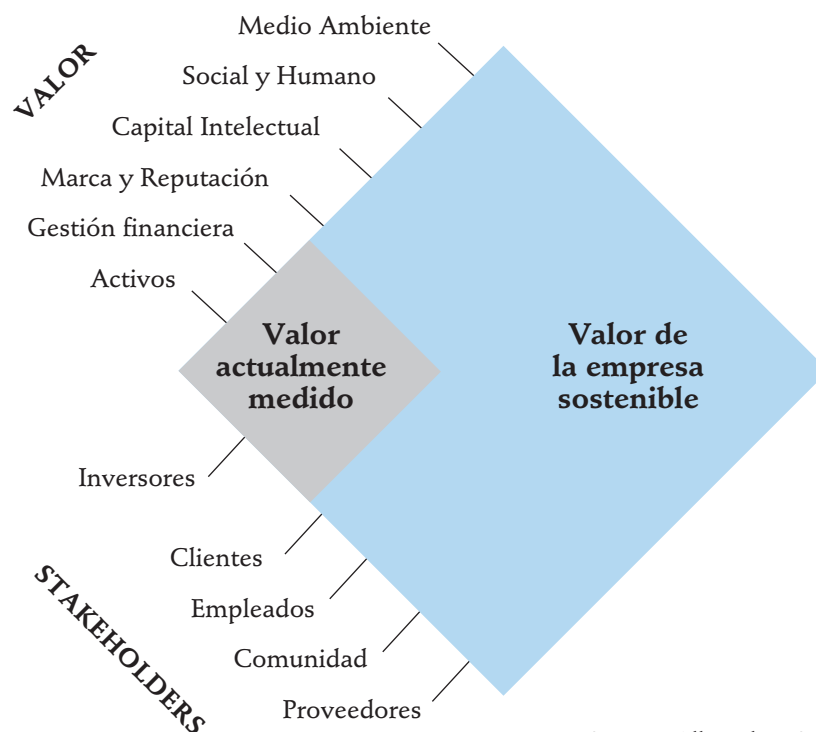 VALOR
Medio Ambiente
Social y Humano
Capital Intelectual
Marca y Reputación
Gestión financiera
Activos
Valor
actualmente
medido
Valor de
la empresa
sostenible
Inversores
Clientes
Empleados
Comunidad
Proveedores
STAKEHOLDERS